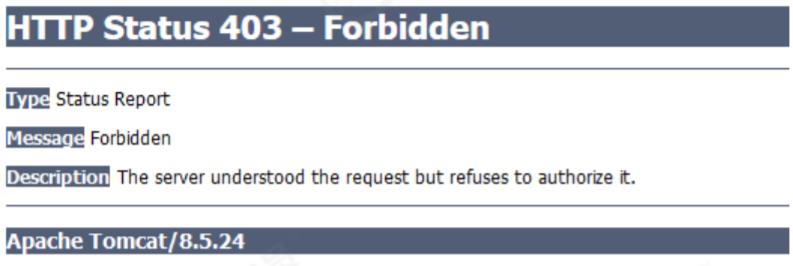 HTTP Status 403 – Forbidden
Type Status Report
Message Forbidden
Description The server understood the request but refuses to authorize it.
Apache Tomcat/8.5.24